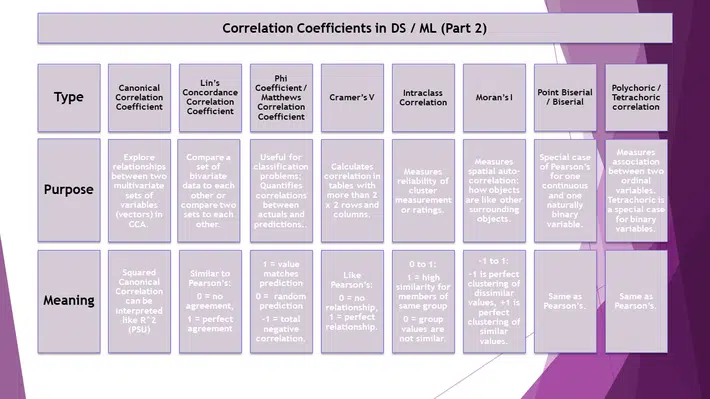 Correlation Coefficients in DS / ML (Part 2)
Type
Canonical
Correlation
Coefficient
Lin's
Concordance
Correlation
Coefficient
Phi
Coefficient /
Matthews
Correlation
Coefficient
Cramer's V
Intraclass
Correlation
Moran's I
Point Biserial
/ Biserial
Polychoric /
Tetrachoric
correlation
Purpose
Explore
relationships
between two
multivariate
sets of
variables
(vectors) in
CCA.
Compare a
set of
bivariate
data to each
other or
compare two
sets to each
other.
Useful for
classification
problems;
Quantifies
correlations
between
actuals and
predictions..
Calculates
correlation in
tables with
more than 2
x 2 rows and
columns.
Measures
reliability of
cluster
measurement
or ratings.
Measures
spatial auto-
correlation;
how objects
are like other
surrounding
objects.
Special case
of Pearson's
for one
continuous
and one
naturally
binary
variable.
Measures
association
between two
ordinal
variables.
Tetrachoric is
a special case
for binary
variables.
Meaning
Squared
Canonical
Correlation
can be
interpreted
like R^2
(PSU)
Similar to
Pearson's:
0 = no
agreement,
1 = perfect
agreement
1 = value
matches
prediction
0 = random
prediction
-1 = total
negative
correlation.
Like
Pearson's:
0 = no
relationship,
1 = perfect
relationship.
0 to 1:
1 = high
similarity for
members of
same group
0 = group
values are
not similar.
-1 to 1:
-1 is perfect
clustering of
dissimilar
values, +1 is
perfect
clustering of
similar
values.
Same as
Pearson's.
Same as
Pearson's.